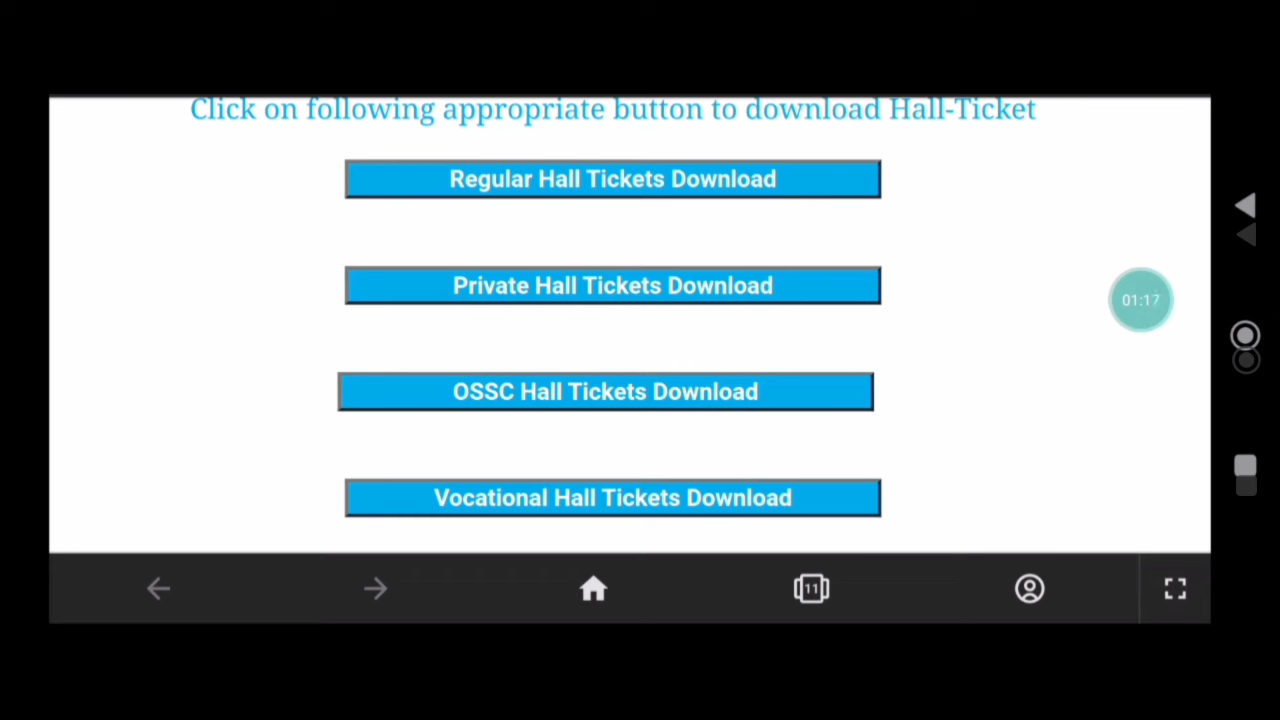 Click on following appropriate button to download Hall-Ticket
Regular Hall Tickets Download
Private Hall Tickets Download
01:17
OSSC Hall Tickets Download
Vocational Hall Tickets Download
11